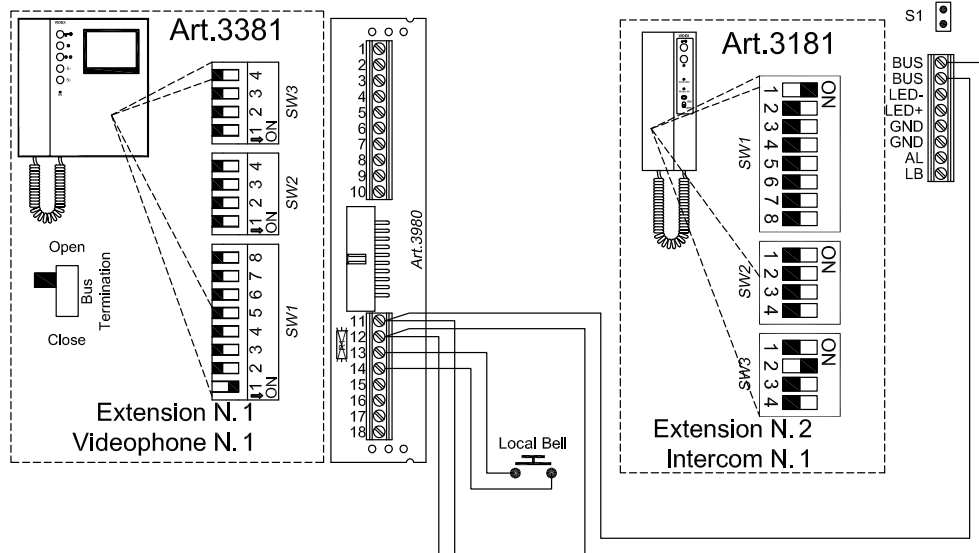 Art.3381
VIDEX
4
3
2
1
ON
SW3
4
3
2
1
ON
SW2
8
7
6
5
4
3
2
1
ON
SW1
Open
Bus
Termination
Close
Extension N. 1
Videophone N. 1
1
2
3
4
5
6
7
8
9
10
Art.3980
11
12
13
14
15
16
17
18
Local Bell
Art.3181
VIDEX
ON
1
2
3
4
5
6
7
8
SW1
ON
1
2
3
4
SW2
ON
1
2
3
4
SW3
Extension N. 2
Intercom N. 1
S1
BUS
BUS
LED-
LED+
GND
GND
AL
LB